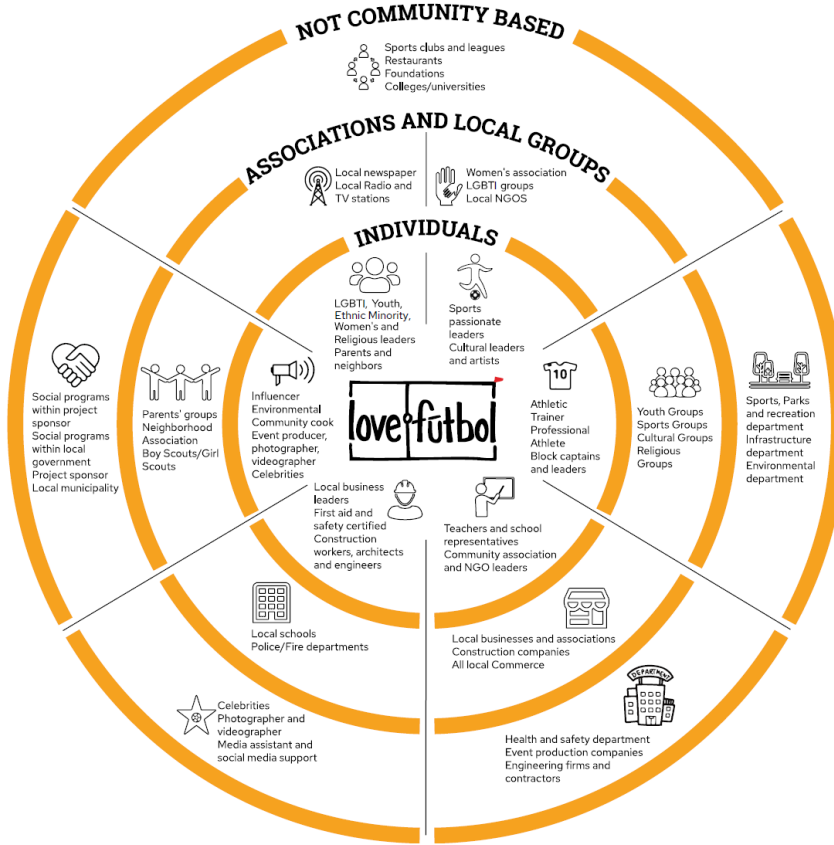 NOT COMMUNITY BASED
Sports clubs and leagues
Restaurants
Foundations
Colleges/universities
ASSOCIATIONS AND LOCAL GROUPS
Local newspaper
Local Radio and
TV stations
Women's association
LGBTI groups
Local NGOS
INDIVIDUALS
LGBTI, Youth,
Ethnic Minority,
Women's and
Religious leaders
Parents and
neighbors
Sports
passionate
leaders
Cultural leaders
and artists
Social programs
within project
sponsor
Social programs
within local
government
Project sponsor
Local municipality
Parents' groups
Neighborhood
Association
Boy Scouts/Girl
Scouts
Influencer
Environmental
Community cook
Event producer,
photographer,
videographer
Celebrities
love fútbol
10
Athletic
Trainer
Professional
Athlete
Block captains
and leaders
Youth Groups
Sports Groups
Cultural Groups
Religious
Groups
Sports, Parks
and recreation
department
Infrastructure
department
Environmental
department
Local business
leaders
First aid and
safety certified
Construction
workers, architects
and engineers
Teachers and school
representatives
Community association
and NGO leaders
Local schools
Police/Fire departments
Local businesses and associations
Construction companies
All local Commerce
Celebrities
Photographer and
videographer
Media assistant and
social media support
DEPARTMENT
Health and safety department
Event production companies
Engineering firms and
contractors